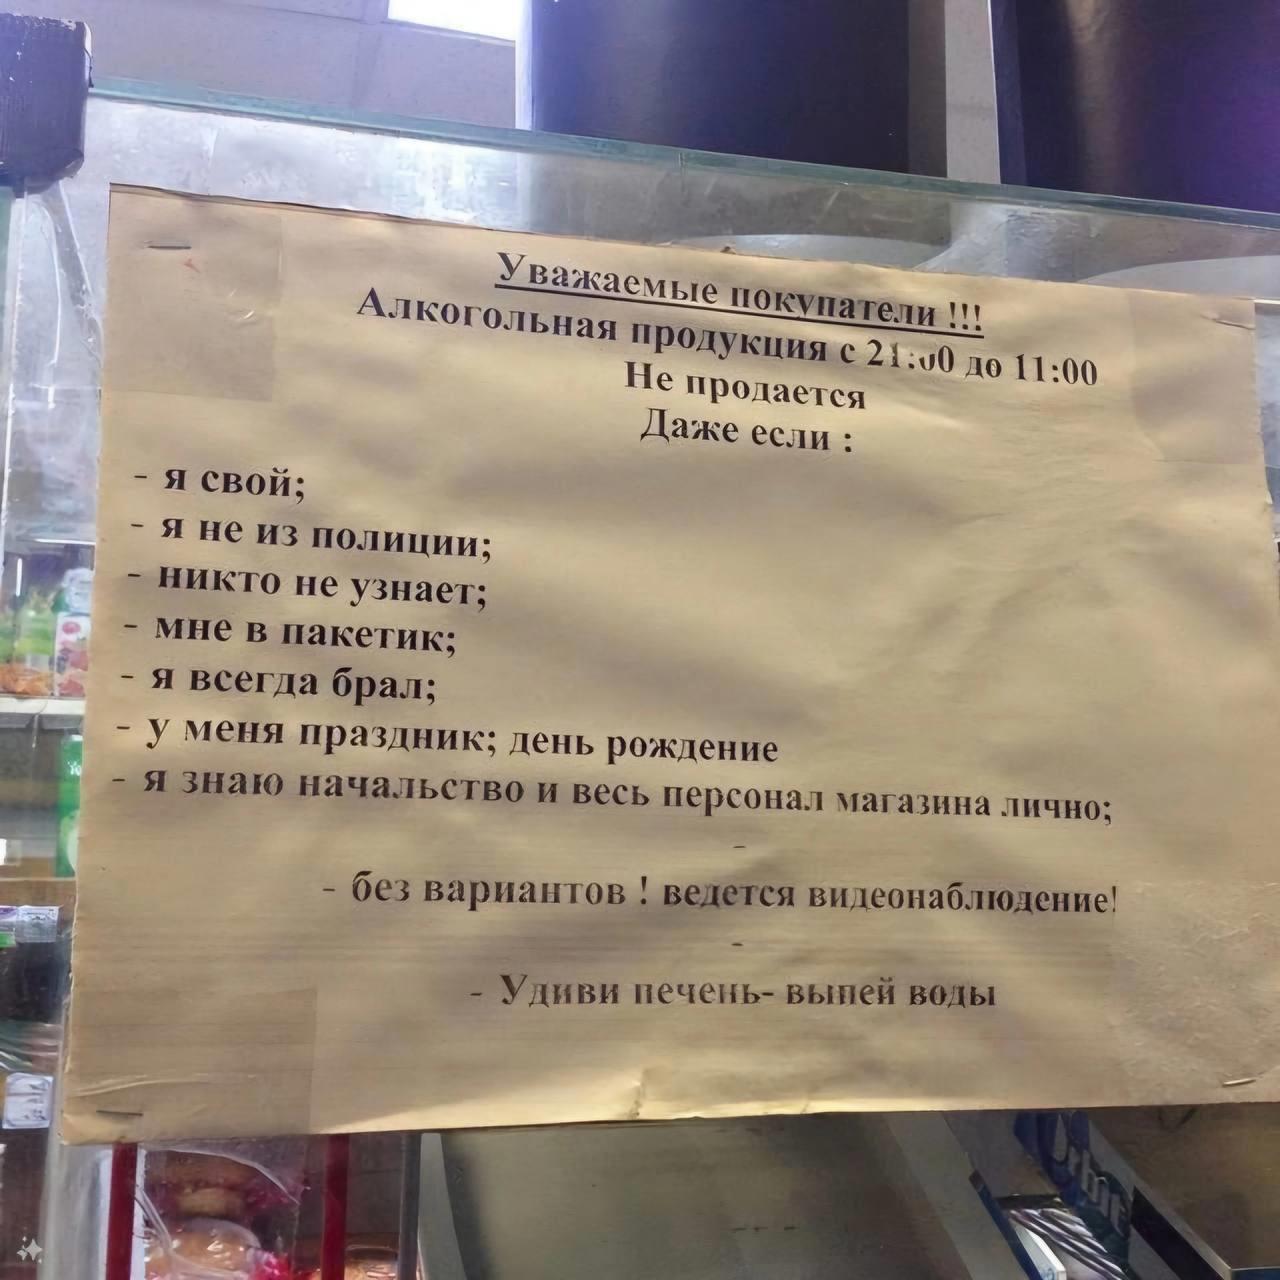 Уважаемые покупатели !!!
Алкогольная продукция с 21:00 до 11:00
Не продается
Даже если :
- я свой;
- я не из полиции;
- никто не узнает;
- мне в пакетик;
- я всегда брал;
- у меня праздник; день рождение
- я знаю начальство и весь персонал магазина лично;
-
- без вариантов ! ведется видеонаблюдение!
-
- Удиви печень- выпей воды
Orbit